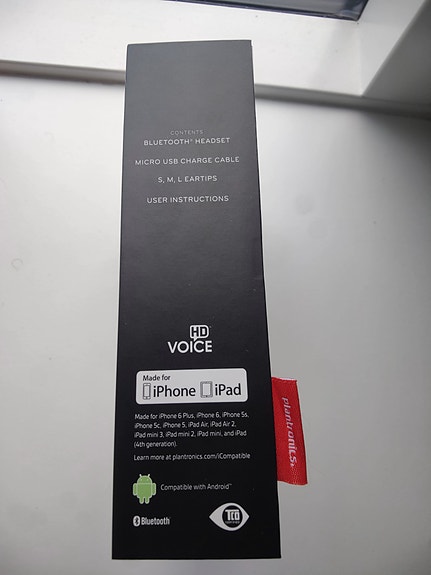 CONTENTS
BLUETOOTH® HEADSET
MICRO USB CHARGE CABLE
S, M, L EARTIPS
USER INSTRUCTIONS
HD
VOICE
Made for
iPhone iPad
Made for iPhone 6 Plus, iPhone 6, iPhone 5s,
iPhone 5c, iPhone 5, iPad Air, iPad Air 2,
iPad mini 3, iPad mini 2, iPad mini, and iPad
(4th generation).
Learn more at plantronics.com/iCompatible
Compatible with Android™
Bluetooth®
TCO
plantronics®